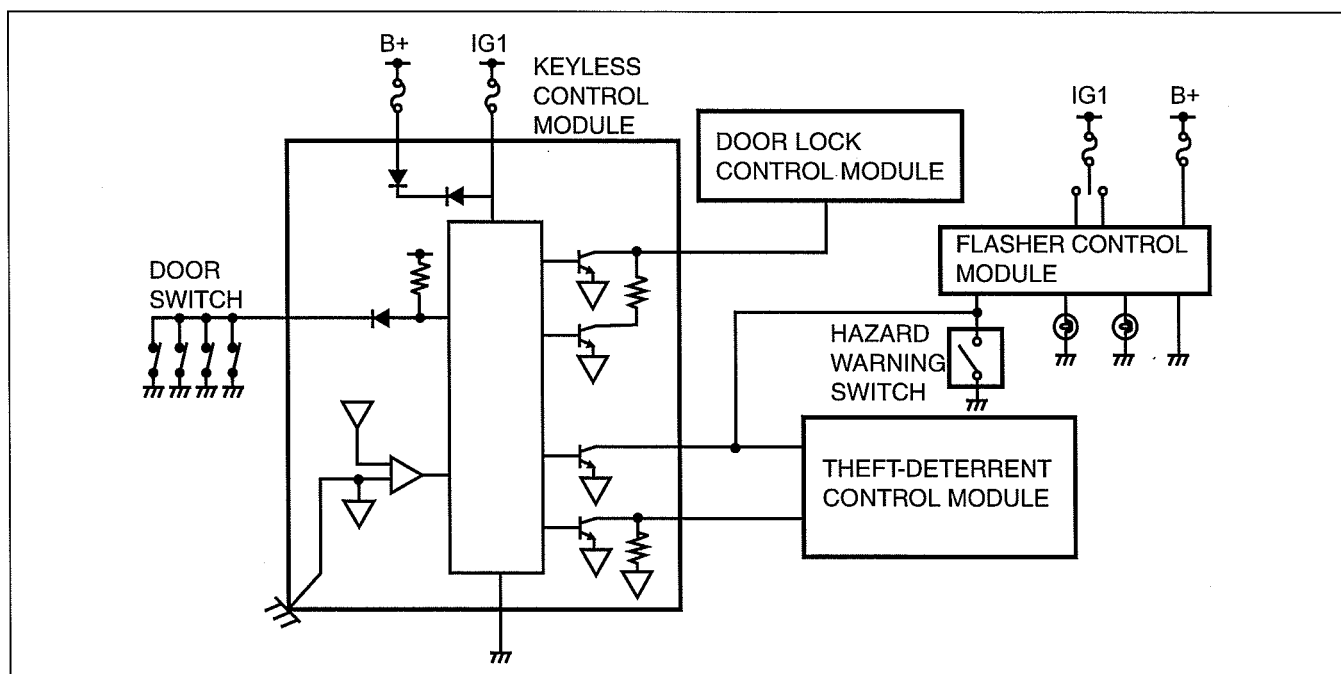 B+
IG1
KEYLESS
CONTROL
MODULE
DOOR LOCK
CONTROL MODULE
IG1
B+
FLASHER CONTROL
MODULE
DOOR
SWITCH
HAZARD
WARNING
SWITCH
THEFT-DETERRENT
CONTROL MODULE